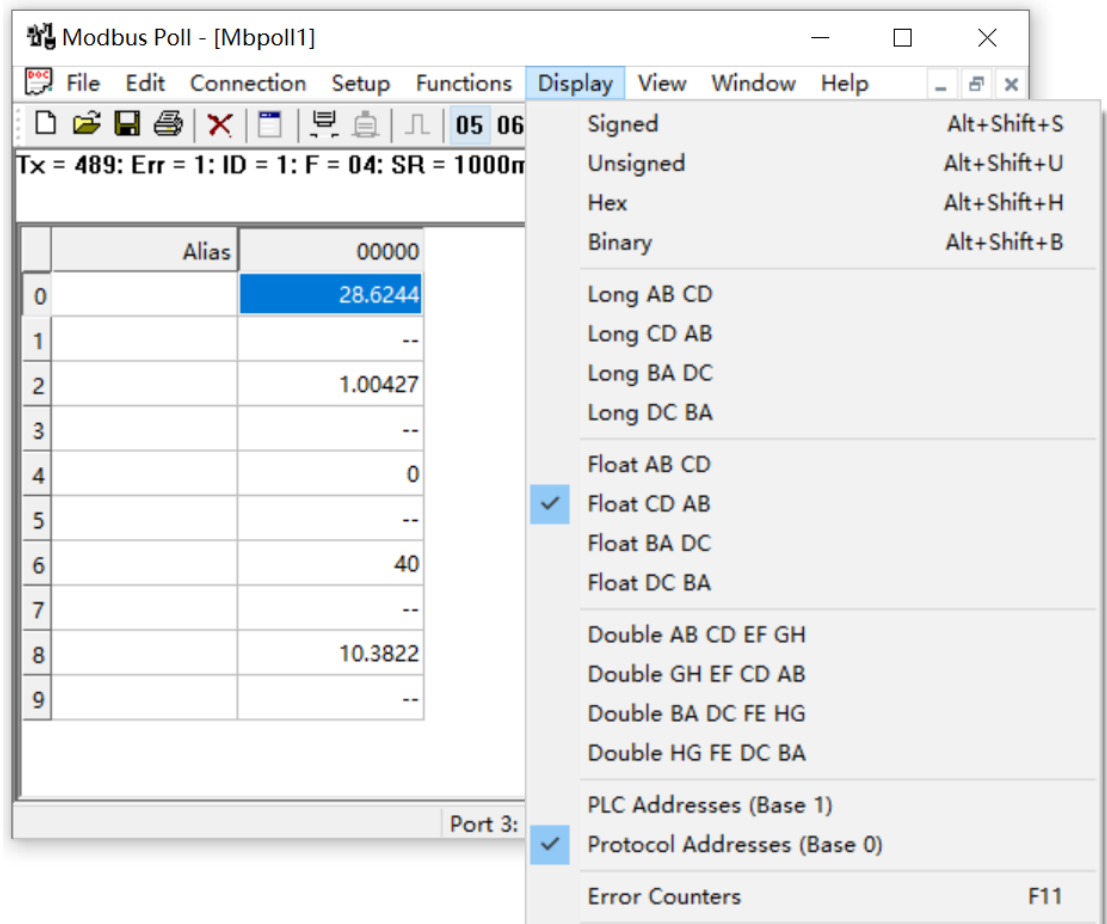 Modbus Poll - [Mbpoll1]
File Edit Connection Setup Functions Display View Window Help
05 06
Tx = 489: Err = 1: ID = 1: F = 04: SR = 1000m
Alias 00000
0 28.6244
1 --
2 1.00427
3 --
4 0
5 --
6 40
7 --
8 10.3822
9 --
Port 3:
Signed Alt+Shift+S
Unsigned Alt+Shift+U
Hex Alt+Shift+H
Binary Alt+Shift+B
Long AB CD
Long CD AB
Long BA DC
Long DC BA
Float AB CD
Float CD AB
Float BA DC
Float DC BA
Double AB CD EF GH
Double GH EF CD AB
Double BA DC FE HG
Double HG FE DC BA
PLC Addresses (Base 1)
Protocol Addresses (Base 0)
Error Counters F11